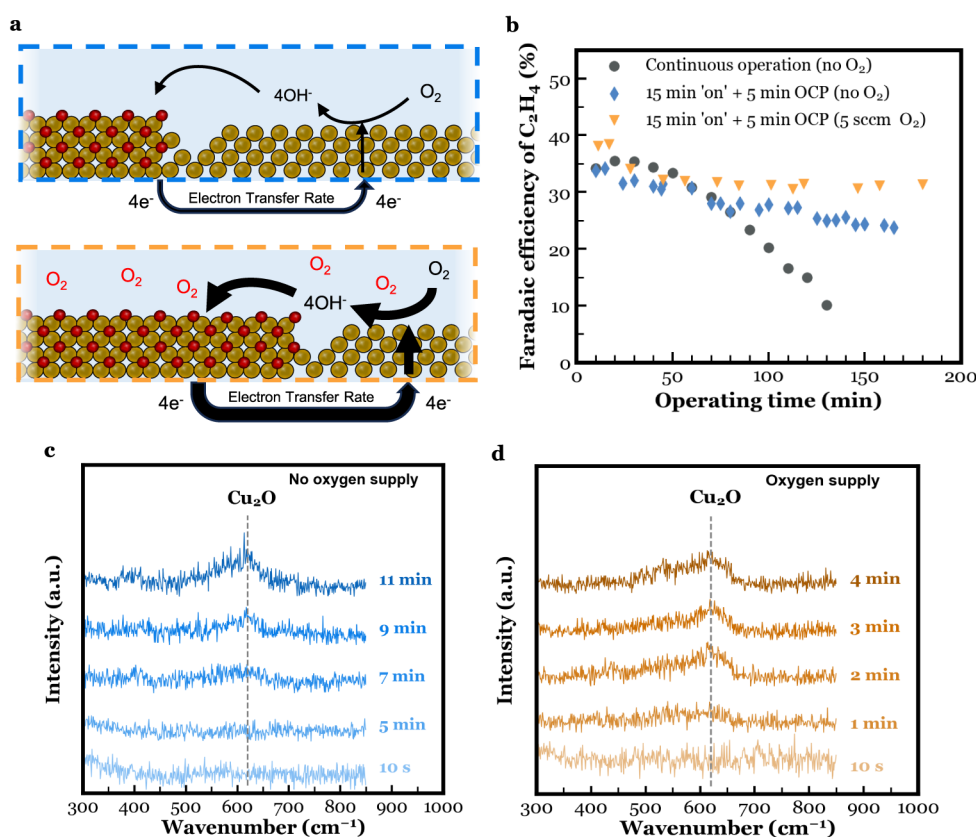 a
O₂
4OH⁻
4e⁻ Electron Transfer Rate 4e⁻
O₂ O₂ O₂ O₂ O₂ O₂
4OH⁻
4e⁻ Electron Transfer Rate 4e⁻
b
Faradaic efficiency of C₂H₄ (%)
50
40
30
20
10
0
Continuous operation (no O₂)
15 min 'on' + 5 min OCP (no O₂)
15 min 'on' + 5 min OCP (5 sccm O₂)
0 50 100 150 200
Operating time (min)
c
No oxygen supply
Cu₂O
Intensity (a.u.)
11 min
9 min
7 min
5 min
10 s
300 400 500 600 700 800 900 1000
Wavenumber (cm⁻¹)
d
Oxygen supply
Cu₂O
Intensity (a.u.)
4 min
3 min
2 min
1 min
10 s
300 400 500 600 700 800 900 1000
Wavenumber (cm⁻¹)